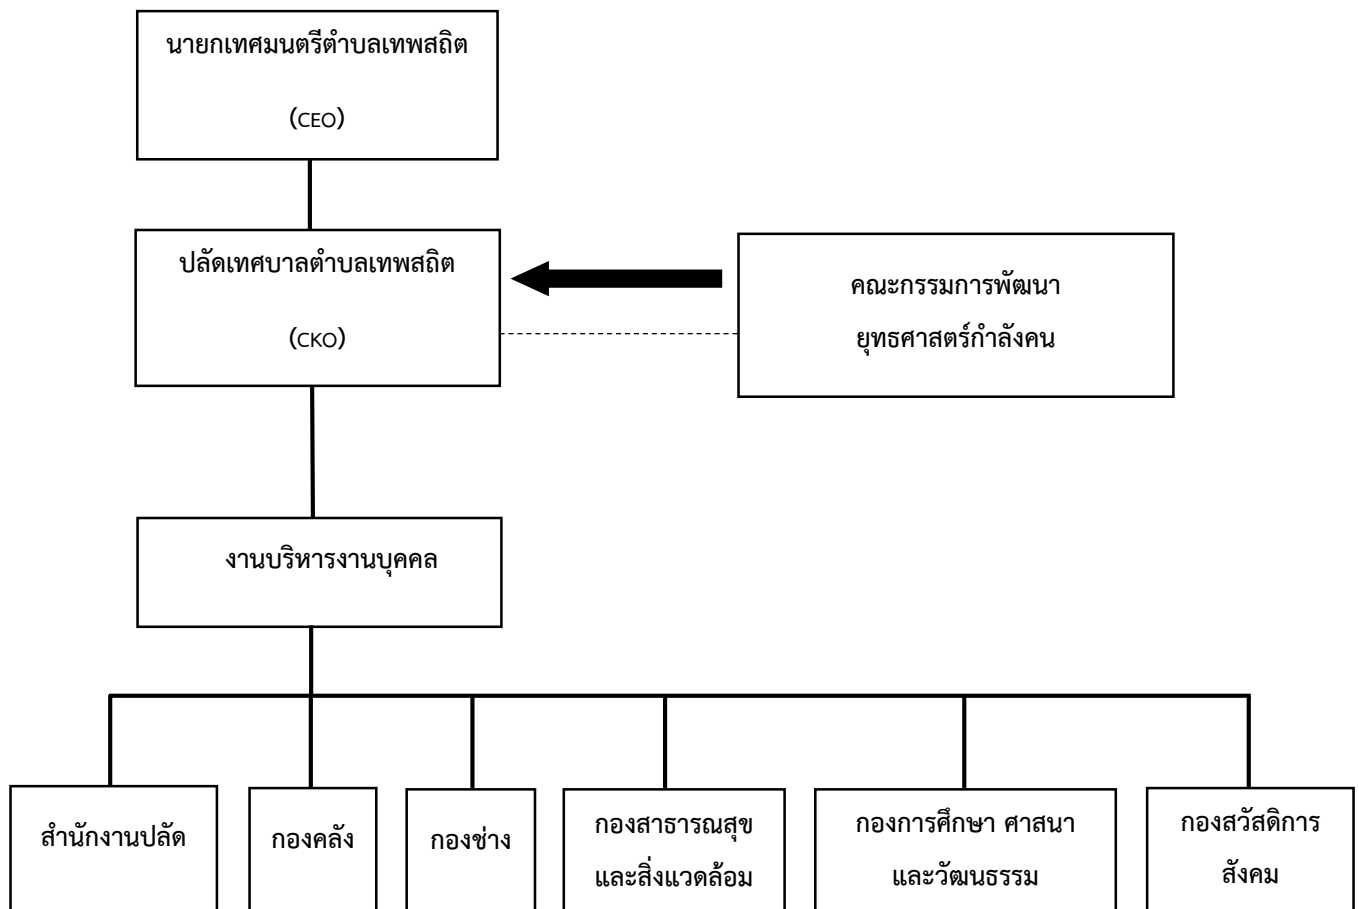 นายกเทศมนตรีตำบลเทพสถิต
(CEO)
ปลัดเทศบาลตำบลเทพสถิต
(CKO)
คณะกรรมการพัฒนา
ยุทธศาสตร์กำลังคน
งานบริหารงานบุคคล
สำนักงานปลัด
กองคลัง
กองช่าง
กองสาธารณสุข
และสิ่งแวดล้อม
กองการศึกษา ศาสนา
และวัฒนธรรม
กองสวัสดิการ
สังคม